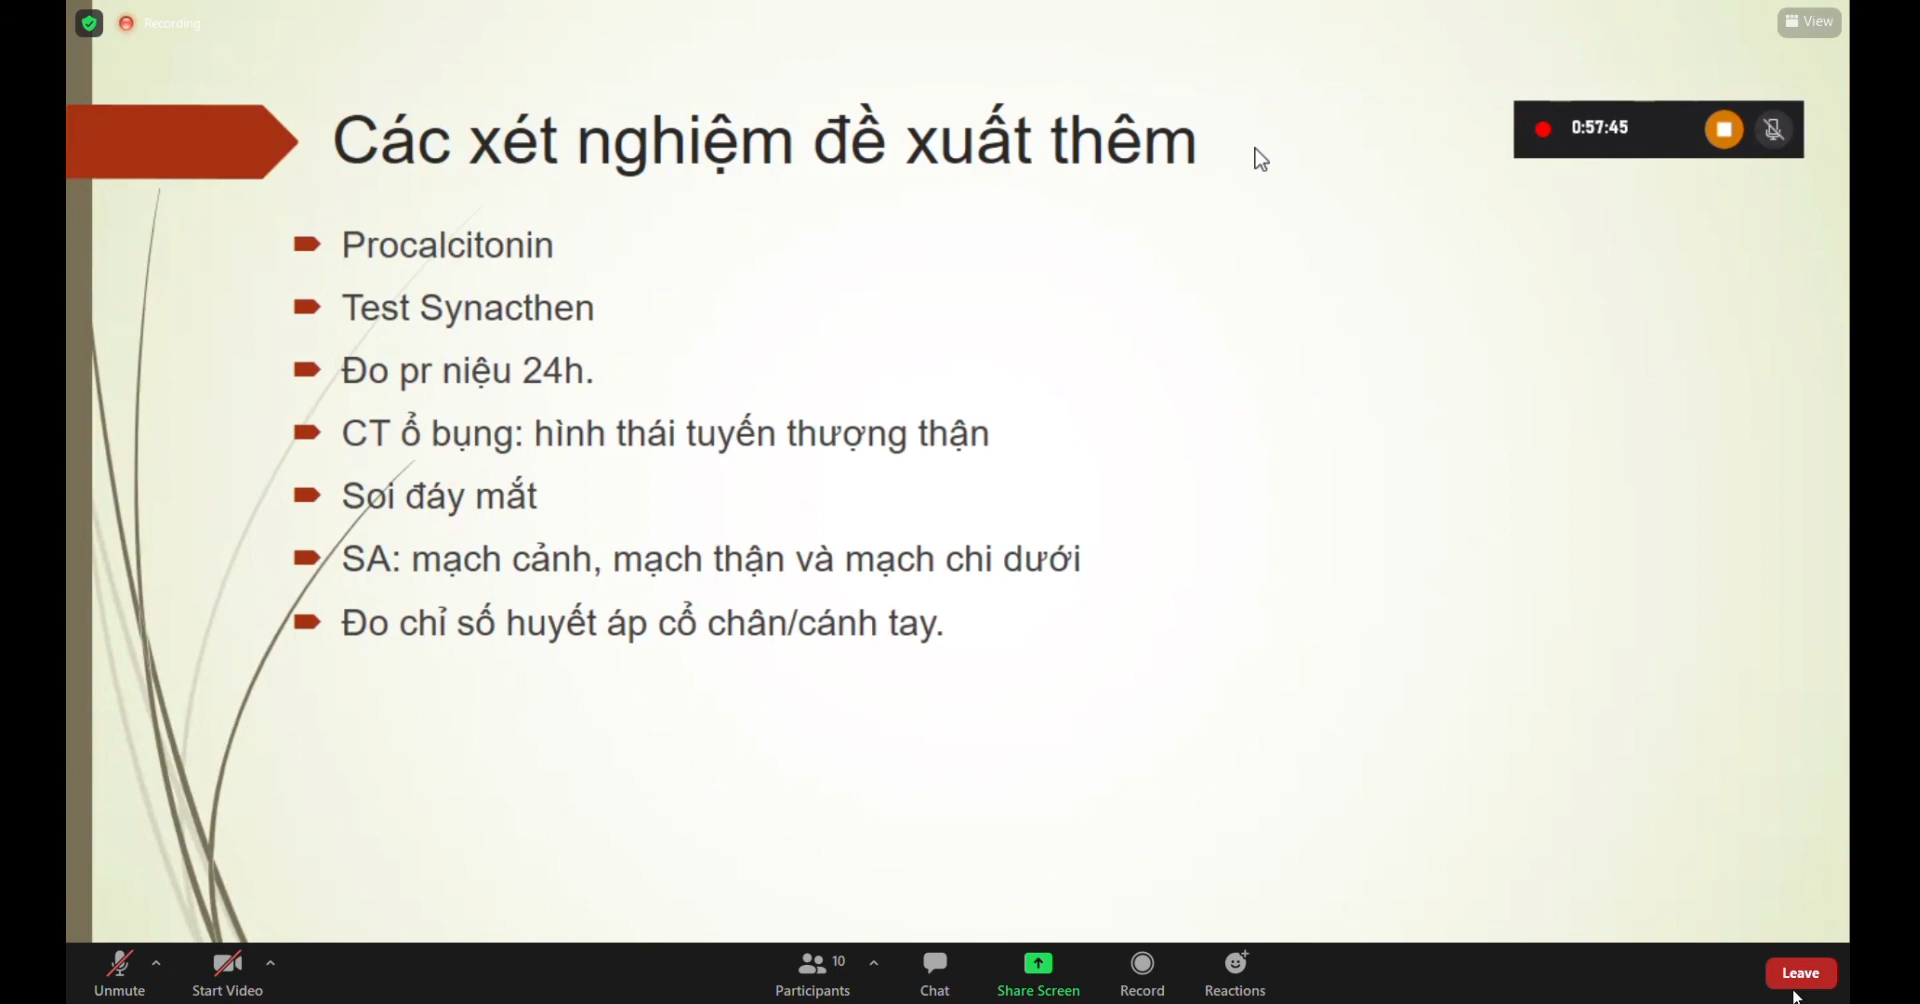 Recording
View
Các xét nghiệm đề xuất thêm
0:57:45
Procalcitonin
Test Synacthen
Đo pr niệu 24h.
CT ổ bụng: hình thái tuyến thượng thận
Soi đáy mắt
SA: mạch cảnh, mạch thận và mạch chi dưới
Đo chỉ số huyết áp cổ chân/cánh tay.
10
Unmute
Start Video
Participants
Chat
Share Screen
Record
Reactions
Leave